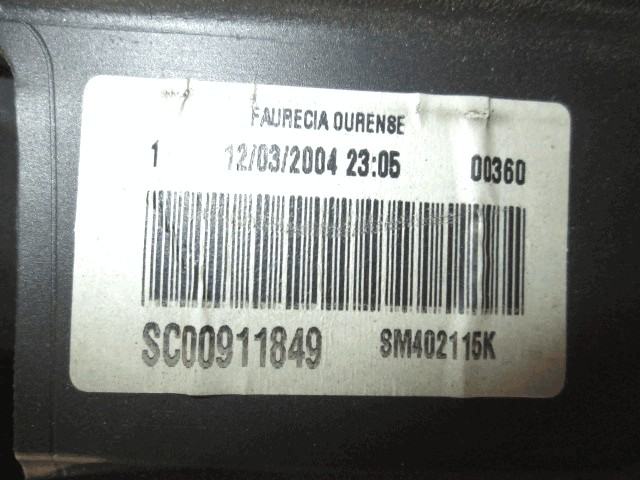 FAURECIA OURENSE
1 12/03/2004 23:05 00360
SC00911849 SM402115K